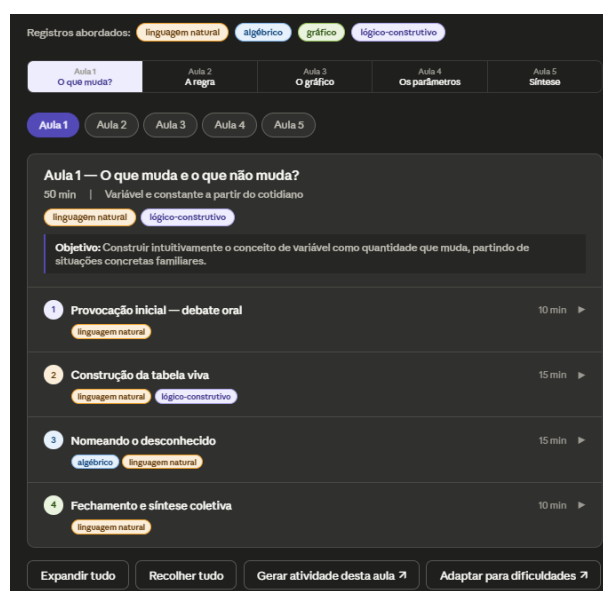 Registros abordados: linguagem natural algébrico gráfico lógico-construtivo
Aula 1 Aula 2 Aula 3 Aula 4 Aula 5
O que muda? A regra O gráfico Os parâmetros Síntese
Aula 1 Aula 2 Aula 3 Aula 4 Aula 5
Aula 1 — O que muda e o que não muda?
50 min | Variável e constante a partir do cotidiano
linguagem natural lógico-construtivo
Objetivo: Construir intuitivamente o conceito de variável como quantidade que muda, partindo de
situações concretas familiares.
1 Provocação inicial — debate oral 10 min ▶
linguagem natural
2 Construção da tabela viva 15 min ▶
linguagem natural lógico-construtivo
3 Nomeando o desconhecido 15 min ▶
algébrico linguagem natural
4 Fechamento e síntese coletiva 10 min ▶
linguagem natural
Expandir tudo Recolher tudo Gerar atividade desta aula ↗ Adaptar para dificuldades ↗